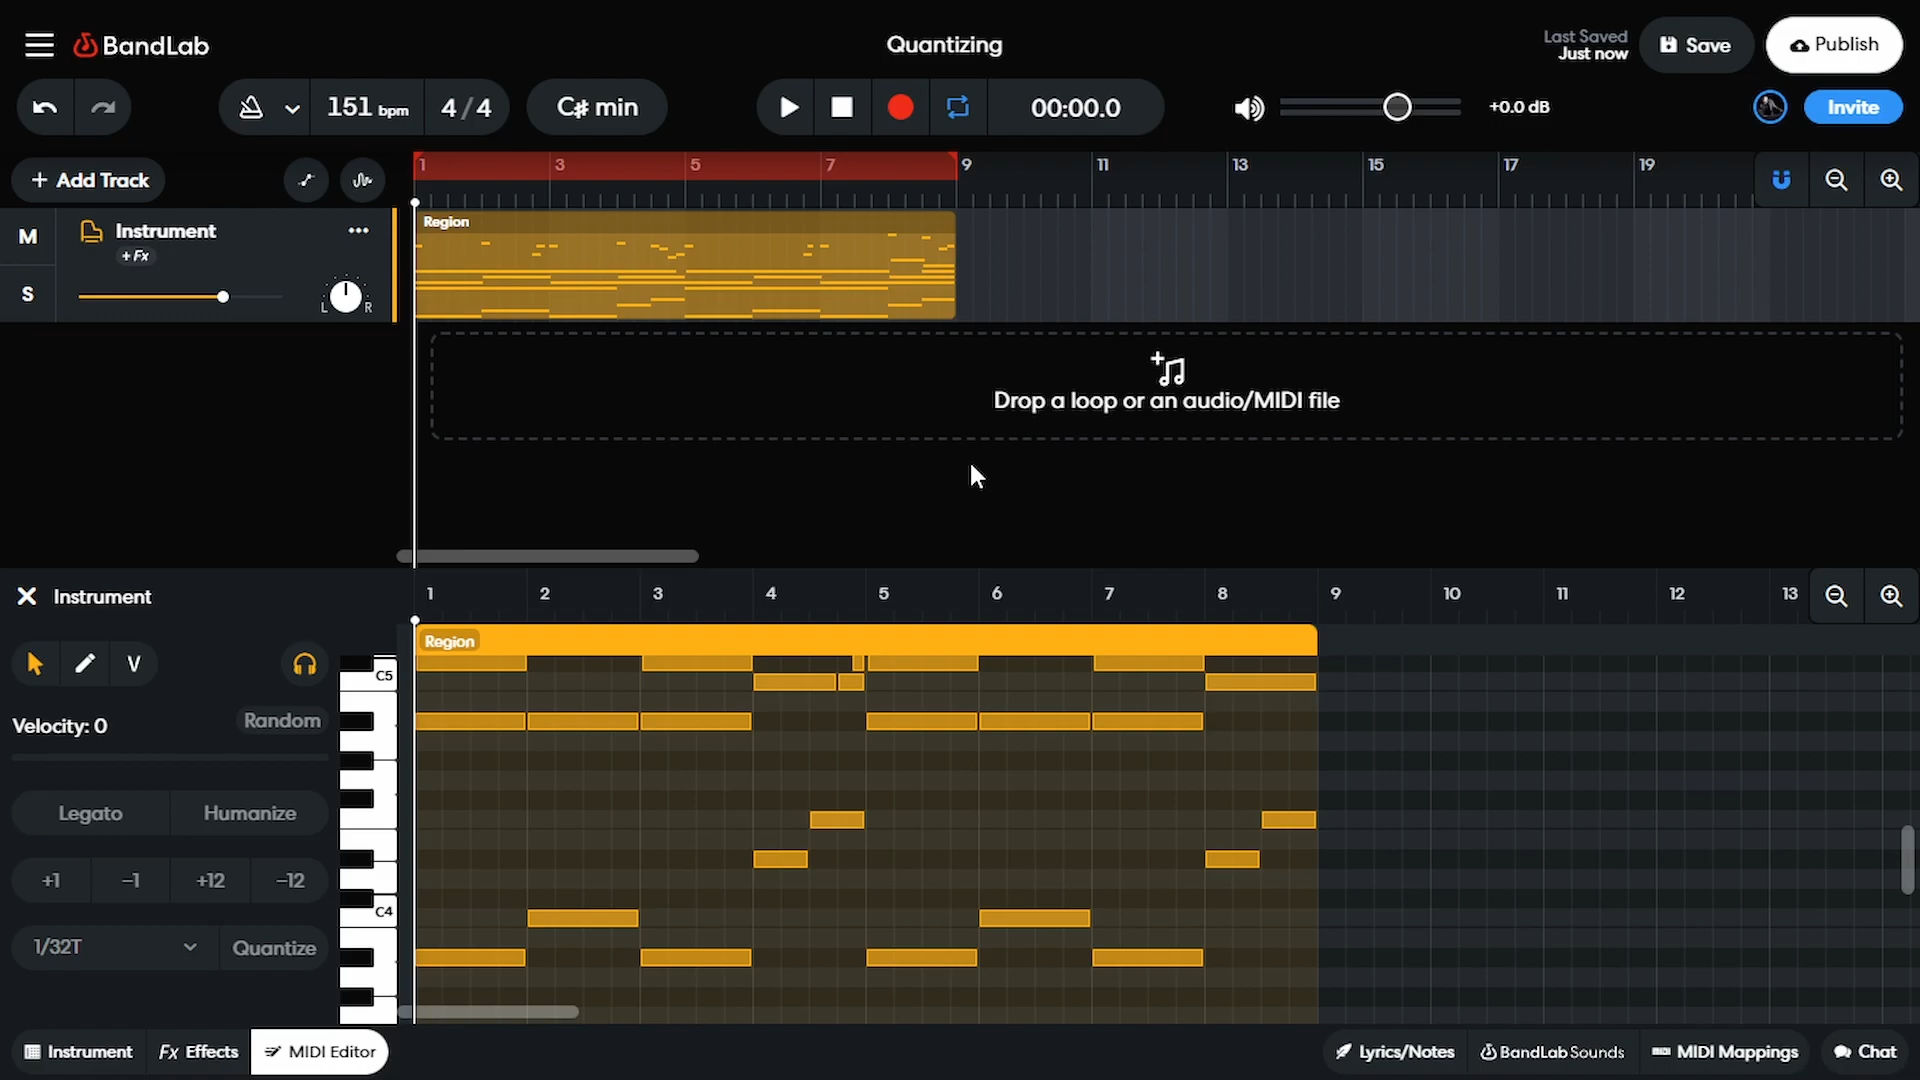 BandLab
Quantizing
Last Saved
Just now
Save
Publish
151 bpm
4/4
C# min
00:00.0
+0.0 dB
Invite
+ Add Track
1 3 5 7 9 11 13 15 17 19
M
Instrument
+ Fx
S
L R
Region
Drop a loop or an audio/MIDI file
Instrument
1 2 3 4 5 6 7 8 9 10 11 12 13
Region
V
C5
Velocity: 0
Random
Legato
Humanize
+1 -1 +12 -12
C4
1/32T
Quantize
Instrument
Fx Effects
MIDI Editor
Lyrics/Notes
BandLab Sounds
MIDI Mappings
Chat